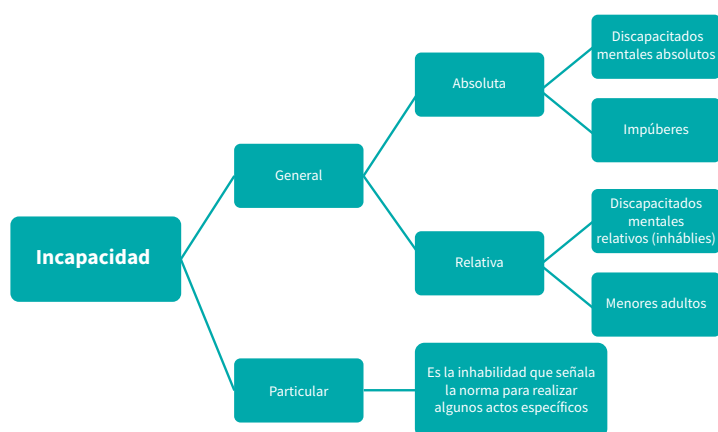 Incapacidad
General
Absoluta
Discapacitados
mentales absolutos
Impúberes
Relativa
Discapacitados
mentales
relativos (inháblies)
Menores adultos
Particular
Es la inhabilidad que señala
la norma para realizar
algunos actos específicos